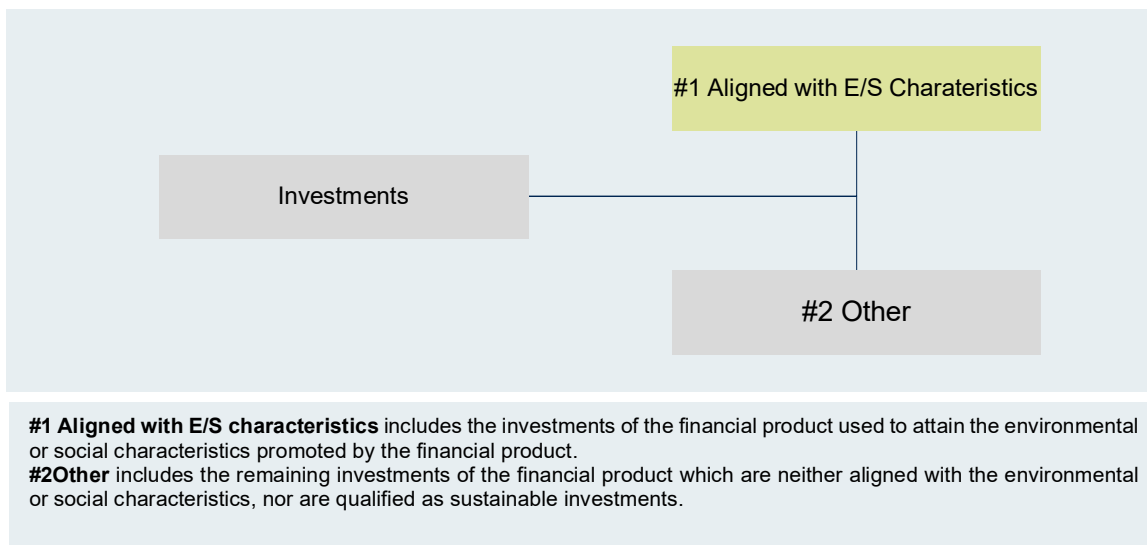 #1 Aligned with E/S Charateristics
Investments
#2 Other
#1 Aligned with E/S characteristics includes the investments of the financial product used to attain the environmental
or social characteristics promoted by the financial product.
#2Other includes the remaining investments of the financial product which are neither aligned with the environmental
or social characteristics, nor are qualified as sustainable investments.